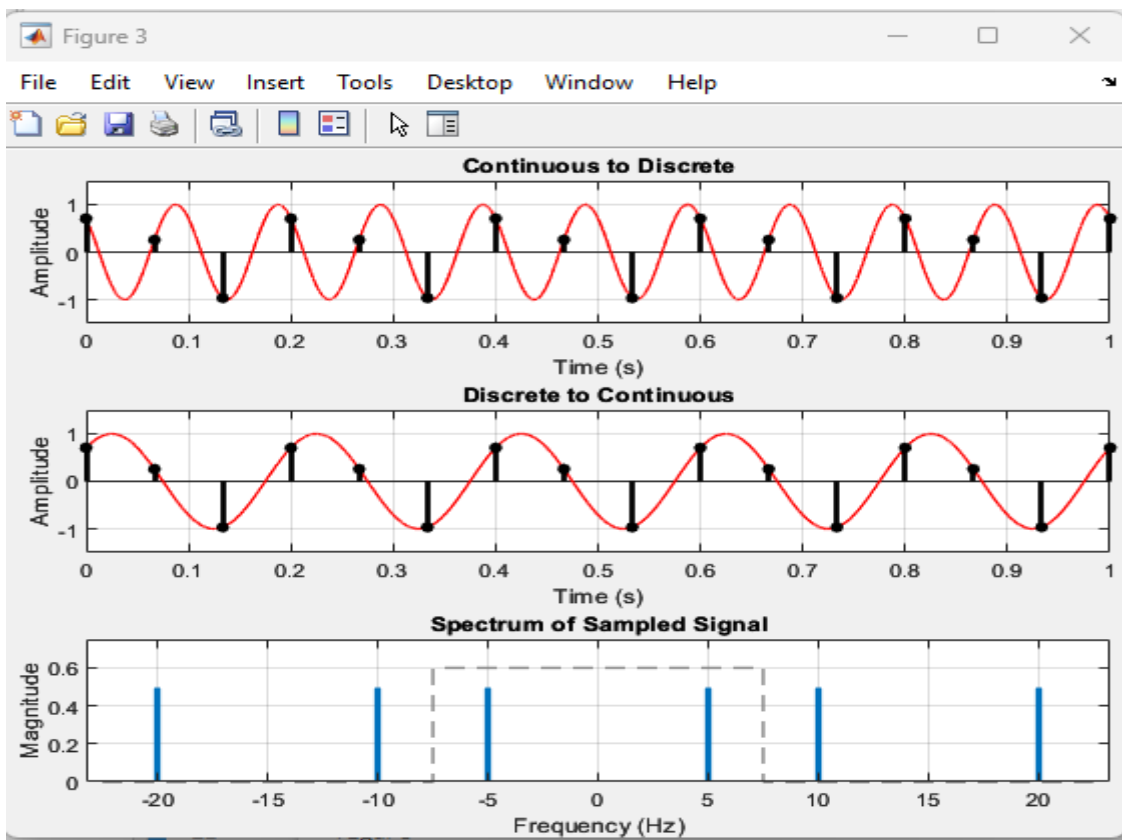 Figure 3
File Edit View Insert Tools Desktop Window Help
Continuous to Discrete
Amplitude
1
0
-1
0 0.1 0.2 0.3 0.4 0.5 0.6 0.7 0.8 0.9 1
Time (s)
Discrete to Continuous
Amplitude
1
0
-1
0 0.1 0.2 0.3 0.4 0.5 0.6 0.7 0.8 0.9 1
Time (s)
Spectrum of Sampled Signal
Magnitude
0.6
0.4
0.2
0
-20 -15 -10 -5 0 5 10 15 20
Frequency (Hz)